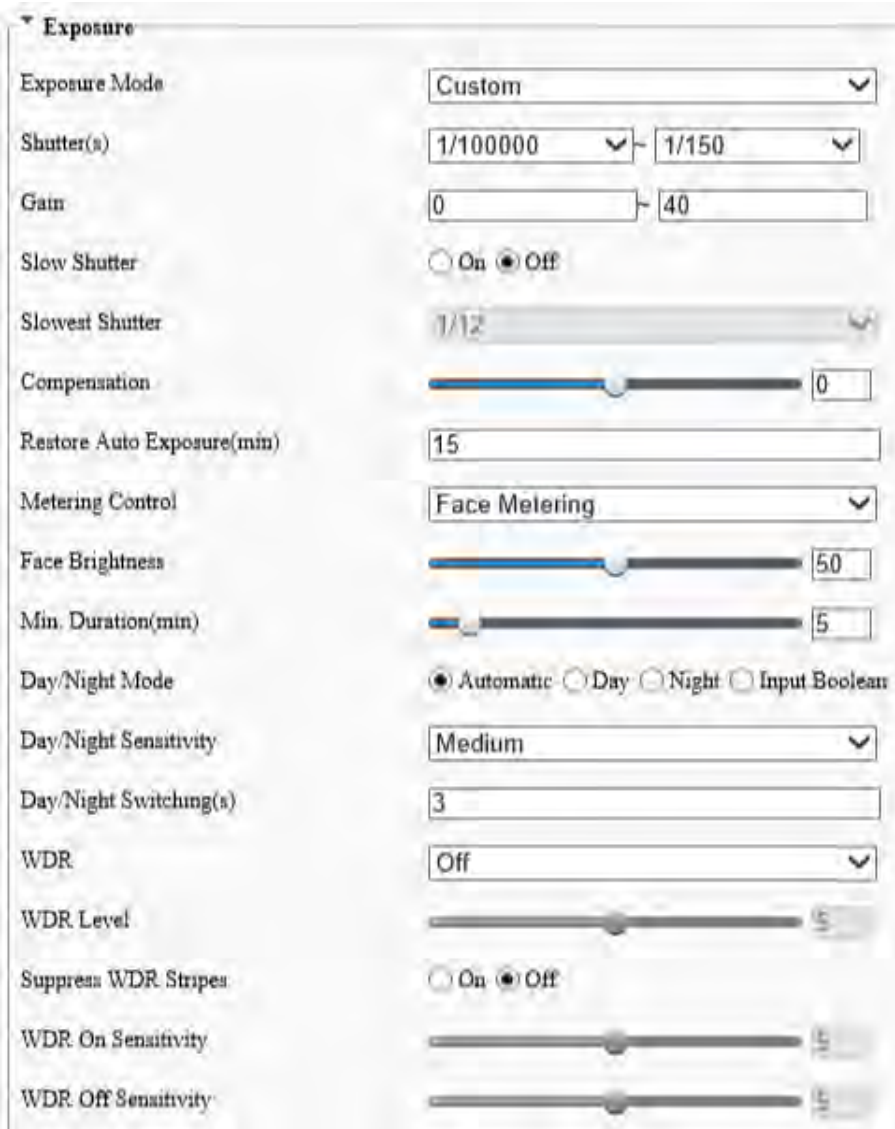 Exposure
Exposure Mode Custom
Shutter(s) 1/100000 ~ 1/150
Gain 0 ~ 40
Slow Shutter On Off
Slowest Shutter 1/12
Compensation 0
Restore Auto Exposure(min) 15
Metering Control Face Metering
Face Brightness 50
Min. Duration(min) 5
Day/Night Mode Automatic Day Night Input Boolean
Day/Night Sensitivity Medium
Day/Night Switching(s) 3
WDR Off
WDR Level
Suppress WDR Stripes On Off
WDR On Sensitivity
WDR Off Sensitivity